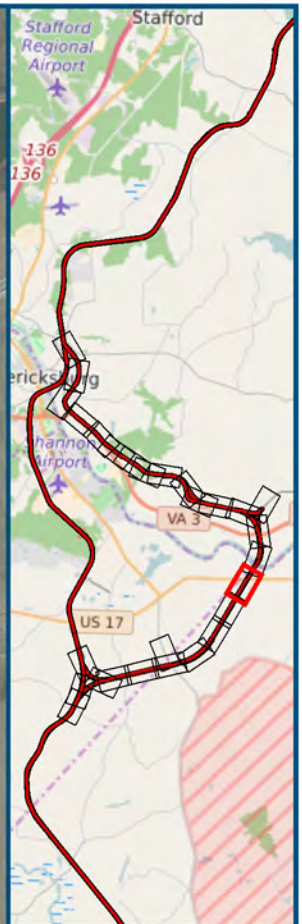 Stafford
Stafford
Regional
Airport
136
136
ericksburg
Shannon
Airport
VA 3
US 17